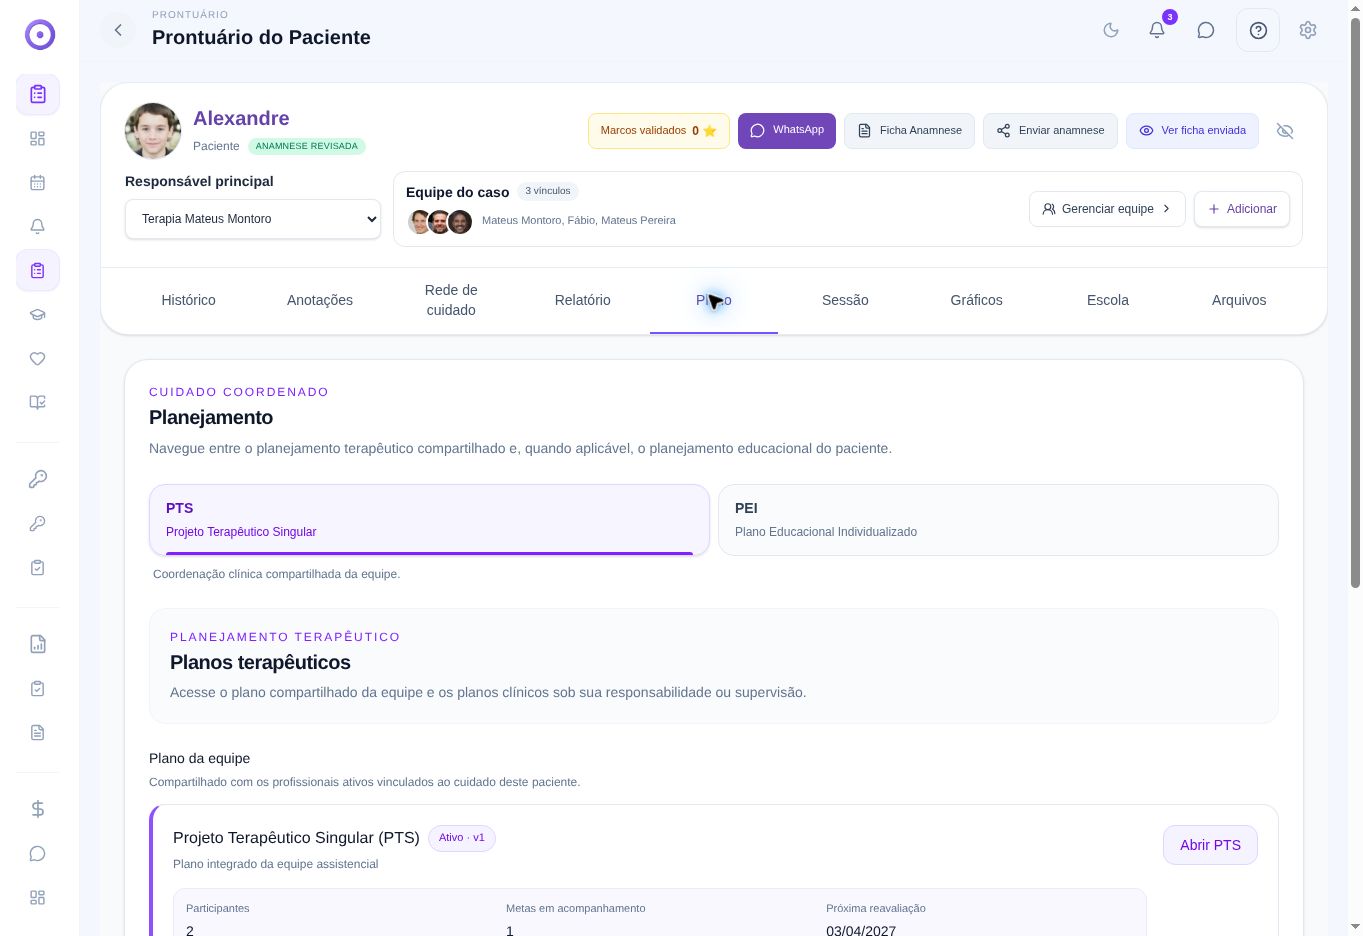 PRONTUÁRIO
Prontuário do Paciente
3
Alexandre
Paciente ANAMNESE REVISADA
Marcos validados 0 ⭐
WhatsApp
Ficha Anamnese
Enviar anamnese
Ver ficha enviada
Responsável principal
Terapia Mateus Montoro
Equipe do caso 3 vínculos
Mateus Montoro, Fábio, Mateus Pereira
Gerenciar equipe
Adicionar
Histórico
Anotações
Rede de
cuidado
Relatório
Sessão
Gráficos
Escola
Arquivos
CUIDADO COORDENADO
Planejamento
Navegue entre o planejamento terapêutico compartilhado e, quando aplicável, o planejamento educacional do paciente.
PTS
Projeto Terapêutico Singular
PEI
Plano Educacional Individualizado
Coordenação clínica compartilhada da equipe.
PLANEJAMENTO TERAPÊUTICO
Planos terapêuticos
Acesse o plano compartilhado da equipe e os planos clínicos sob sua responsabilidade ou supervisão.
Plano da equipe
Compartilhado com os profissionais ativos vinculados ao cuidado deste paciente.
Projeto Terapêutico Singular (PTS) Ativo · v1
Plano integrado da equipe assistencial
Abrir PTS
Participantes
2
Metas em acompanhamento
1
Próxima reavaliação
03/04/2027